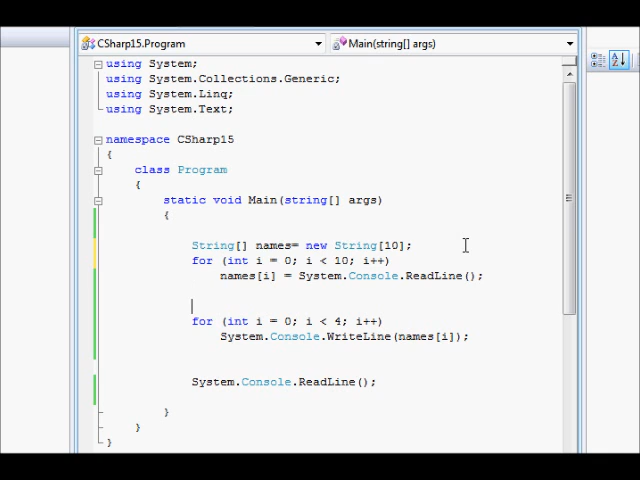 CSharp15.Program
Main(string[] args)
using System;
using System.Collections.Generic;
using System.Linq;
using System.Text;
namespace CSharp15
{
class Program
{
static void Main(string[] args)
{
String[] names= new String[10];
for (int i = 0; i < 10; i++)
names[i] = System.Console.ReadLine();
for (int i = 0; i < 4; i++)
System.Console.WriteLine(names[i]);
System.Console.ReadLine();
}
}
}